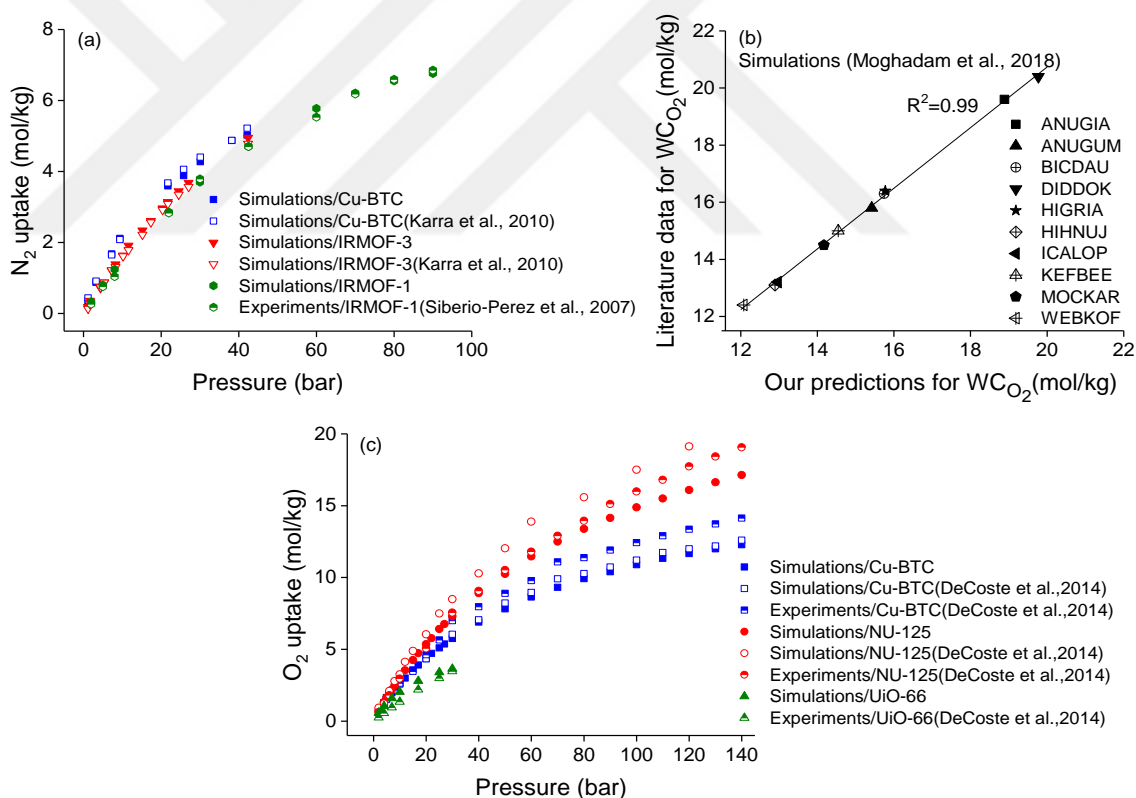 (a)
8
6
4
2
0
N2 uptake (mol/kg)
Simulations/Cu-BTC
Simulations/Cu-BTC(Karra et al., 2010)
Simulations/IRMOF-3
Simulations/IRMOF-3(Karra et al., 2010)
Simulations/IRMOF-1
Experiments/IRMOF-1(Siberio-Perez et al., 2007)
0 20 40 60 80 100
Pressure (bar)
(b)
Simulations (Moghadam et al., 2018)
R2=0.99
22
20
18
16
14
12
Literature data for WCO2(mol/kg)
ANUGIA
ANUGUM
BICDAU
DIDDOK
HIGRIA
HIHNUJ
ICALOP
KEFBEE
MOCKAR
WEBKOF
12 14 16 18 20 22
Our predictions for WCO2(mol/kg)
(c)
20
15
10
5
0
O2 uptake (mol/kg)
Simulations/Cu-BTC
Simulations/Cu-BTC(DeCoste et al.,2014)
Experiments/Cu-BTC(DeCoste et al.,2014)
Simulations/NU-125
Simulations/NU-125(DeCoste et al.,2014)
Experiments/NU-125(DeCoste et al.,2014)
Simulations/UiO-66
Experiments/UiO-66(DeCoste et al.,2014)
0 20 40 60 80 100 120 140
Pressure (bar)